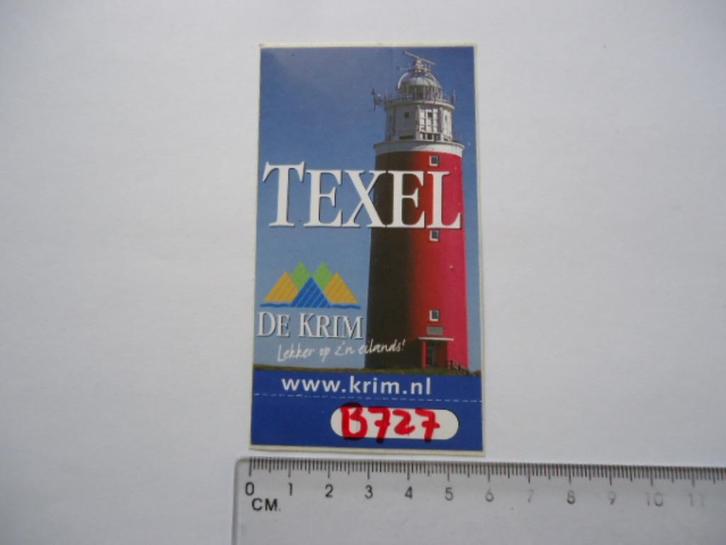 TEXEL
DE KRIM
Lekker op z'n eilands!
www.krim.nl
B727
0 1 2 3 4 5 6 7 8 9 10 11
CM.